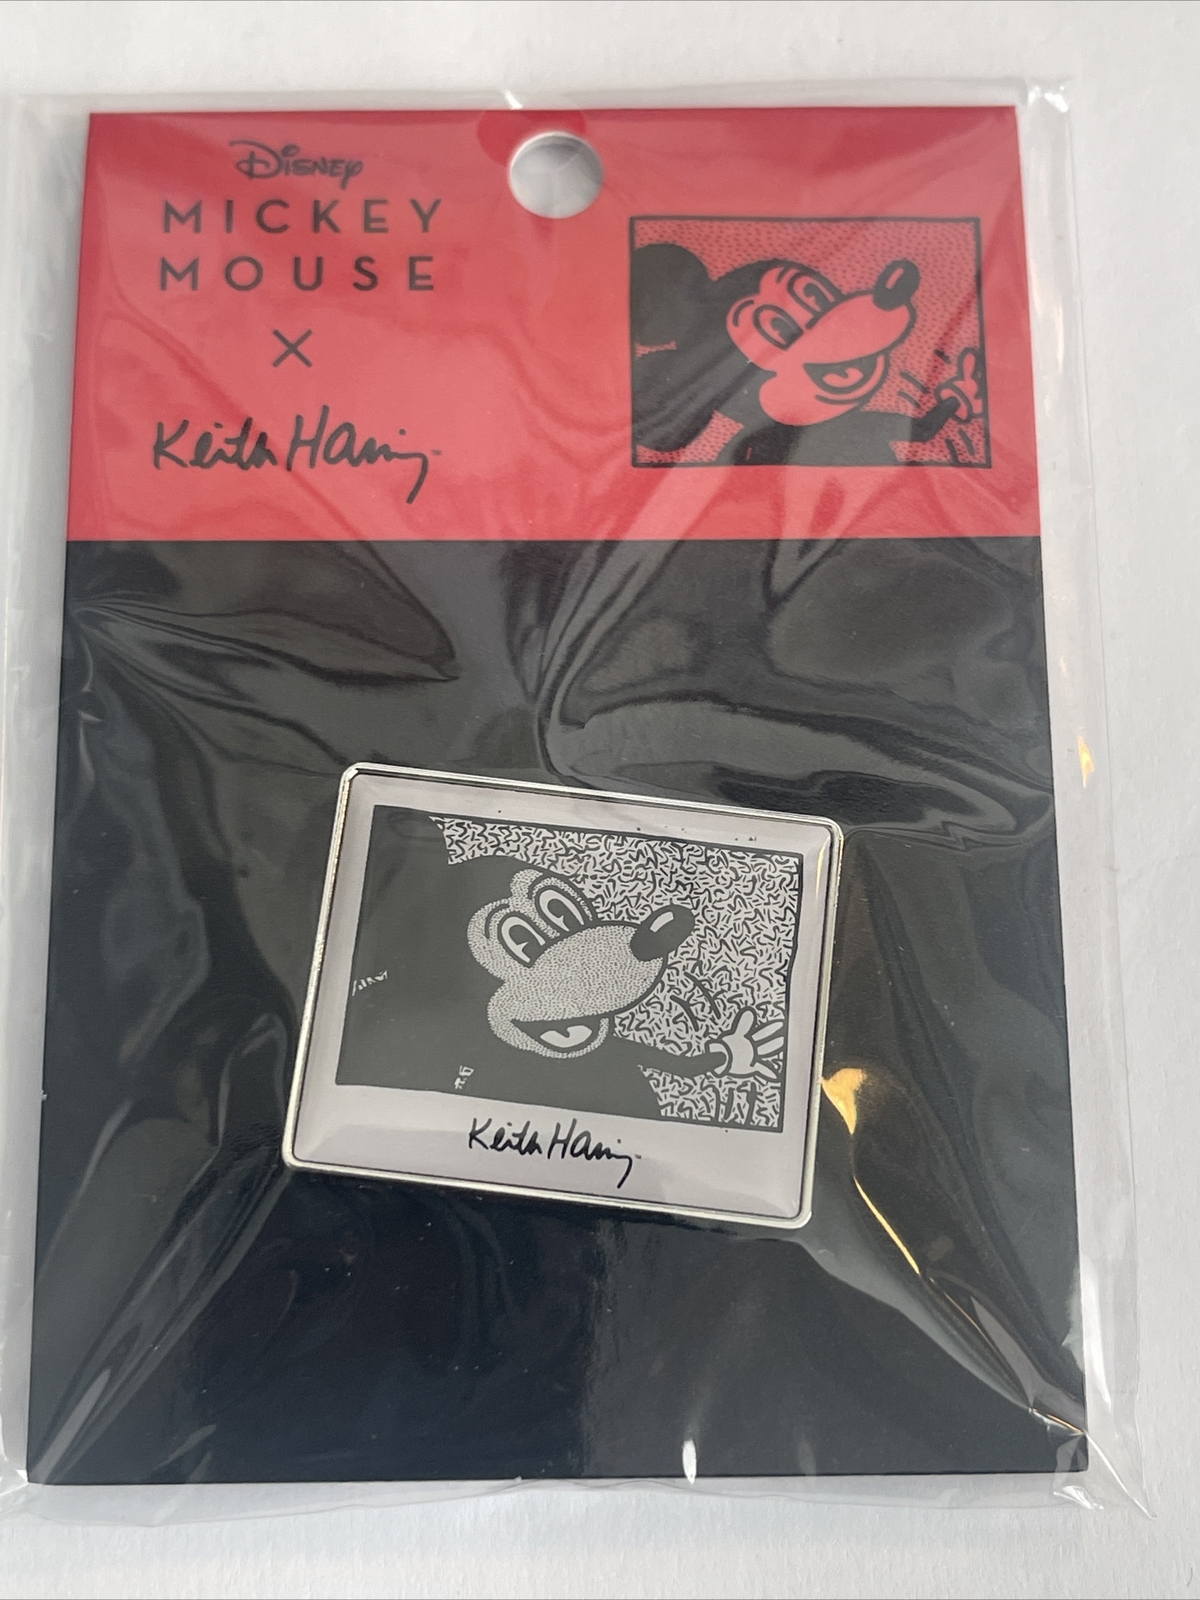 Disney
MICKEY
MOUSE
×
Keith Haring
Keith Haring